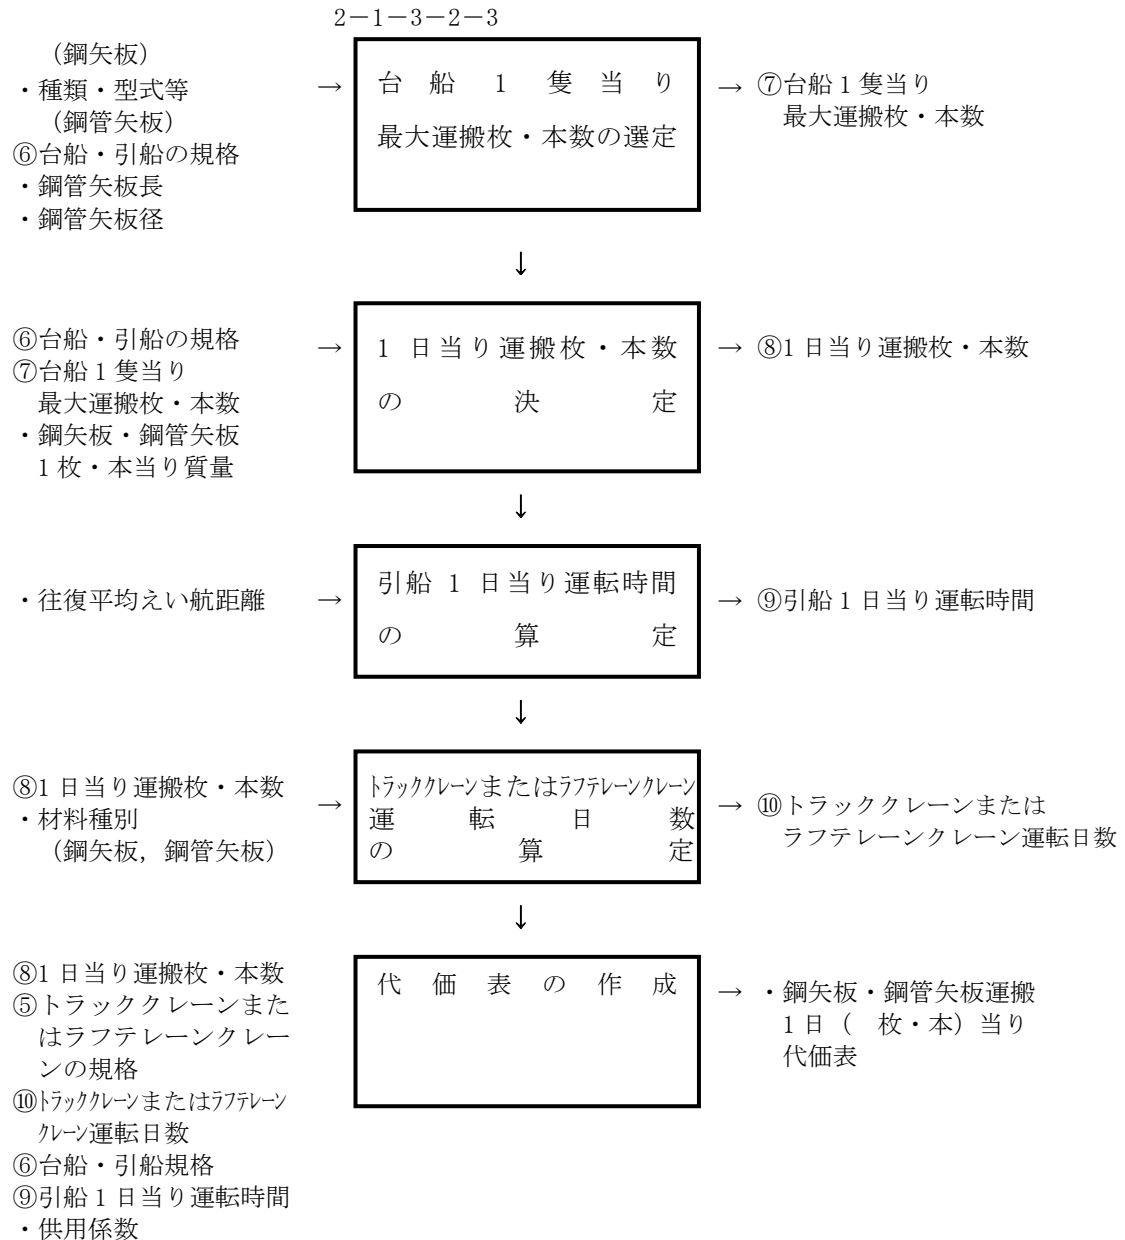 2－1－3－2－3
（鋼矢板）
・種類・型式等
（鋼管矢板）
⑥台船・引船の規格
・鋼管矢板長
・鋼管矢板径
→
台船1隻当り
最大運搬枚・本数の選定
→ ⑦台船1隻当り
最大運搬枚・本数
↓
⑥台船・引船の規格
⑦台船1隻当り
最大運搬枚・本数
・鋼矢板・鋼管矢板
1枚・本当り質量
→
1日当り運搬枚・本数
の決定
→ ⑧1日当り運搬枚・本数
↓
・往復平均えい航距離
→
引船1日当り運転時間
の算定
→ ⑨引船1日当り運転時間
↓
⑧1日当り運搬枚・本数
・材料種別
（鋼矢板，鋼管矢板）
→
ﾄﾗｯｸｸﾚｰﾝまたはﾗﾌﾃﾚｰﾝｸﾚｰﾝ
運転日数
の算定
→ ⑩トラッククレーンまたは
ラフテレーンクレーン運転日数
↓
⑧1日当り運搬枚・本数
⑤トラッククレーンまた
はラフテレーンクレー
ンの規格
⑩ﾄﾗｯｸｸﾚｰﾝまたはﾗﾌﾃﾚｰﾝ
ｸﾚｰﾝ運転日数
⑥台船・引船規格
⑨引船1日当り運転時間
・供用係数
代価表の作成
→ ・鋼矢板・鋼管矢板運搬
1日（　枚・本）当り
代価表